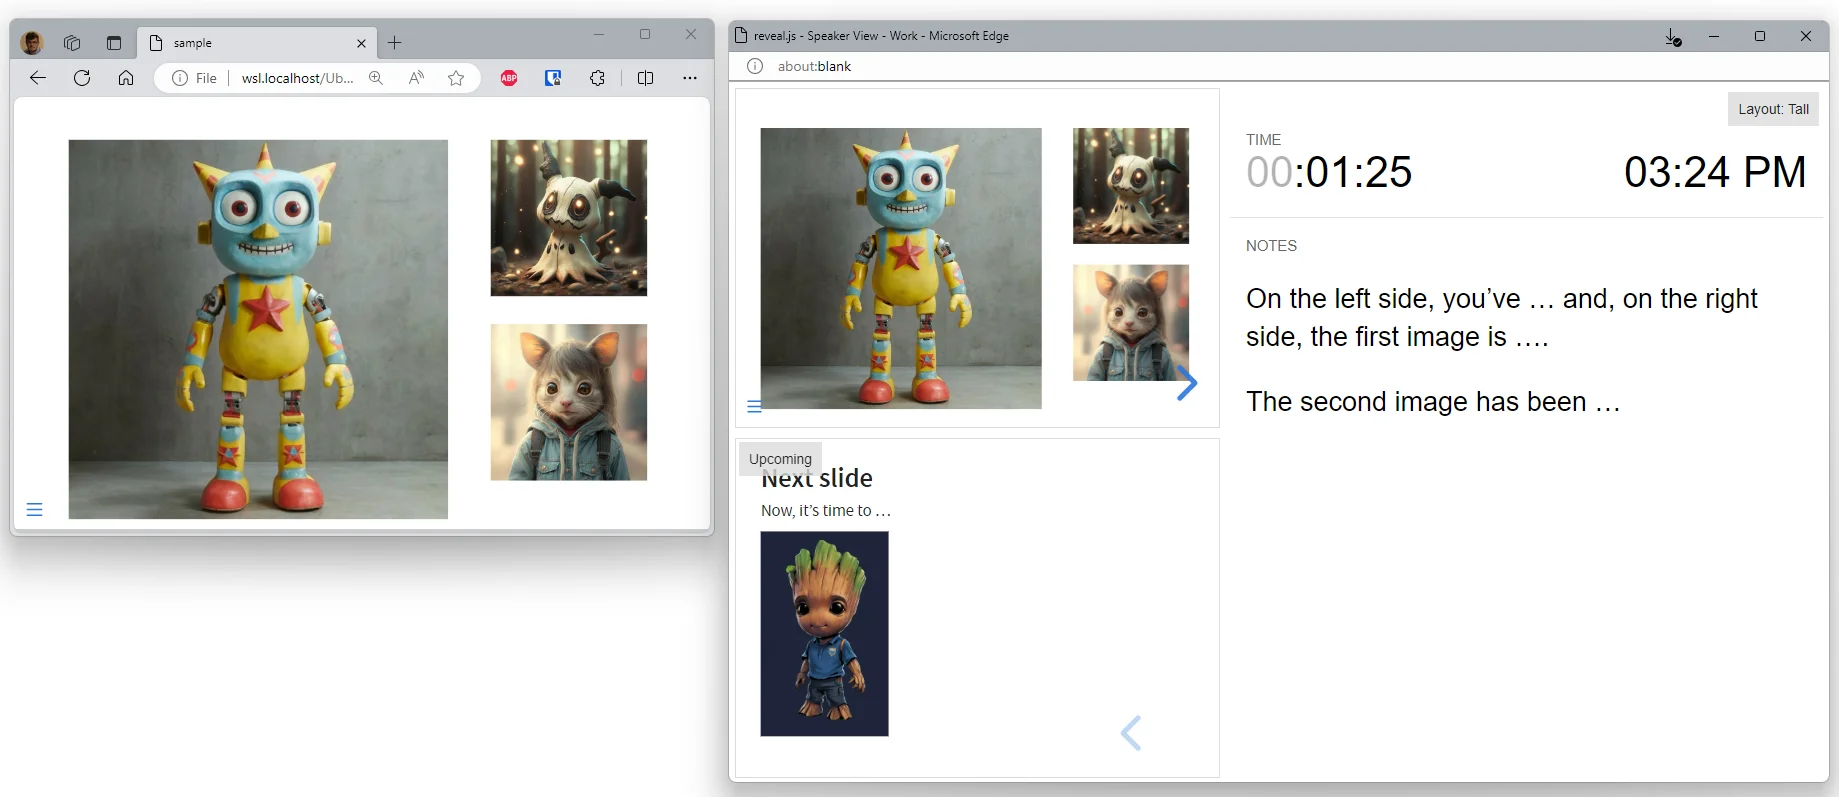 sample
File
wsl.localhost/Ub...
ABP
reveal.js - Speaker View - Work - Microsoft Edge
about:blank
Layout: Tall
TIME
00:01:25
03:24 PM
NOTES
On the left side, you’ve … and, on the right
side, the first image is ….
The second image has been …
Upcoming
Next slide
Now, it’s time to …